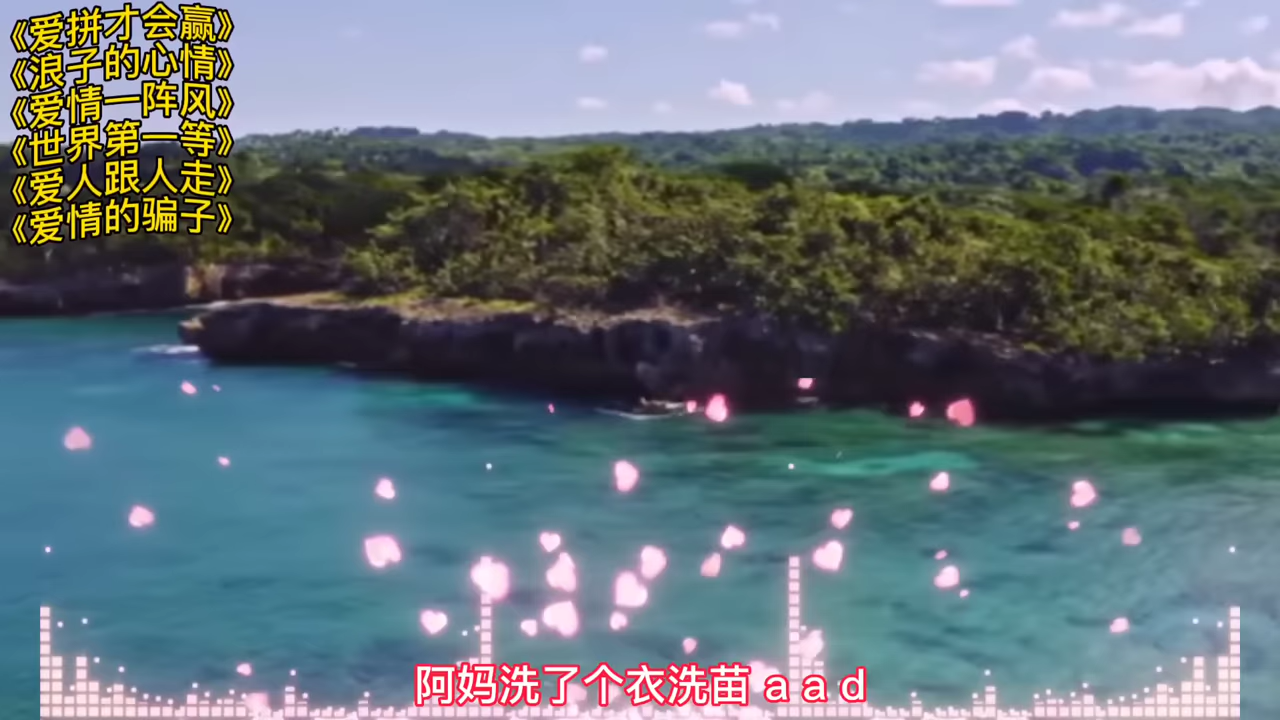 《爱拼才会赢》
《浪子的心情》
《爱情一阵风》
《世界第一等》
《爱人跟人走》
《爱情的骗子》
阿妈洗了个衣洗苗 a a d